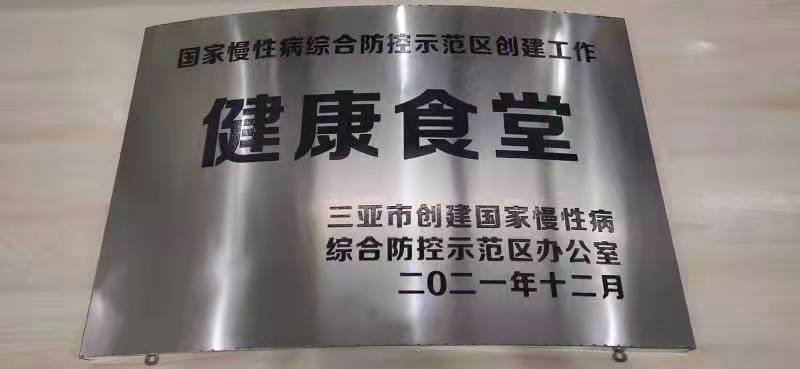 国家慢性病综合防控示范区创建工作
健康食堂
三亚市创建国家慢性病
综合防控示范区办公室
二〇二一年十二月